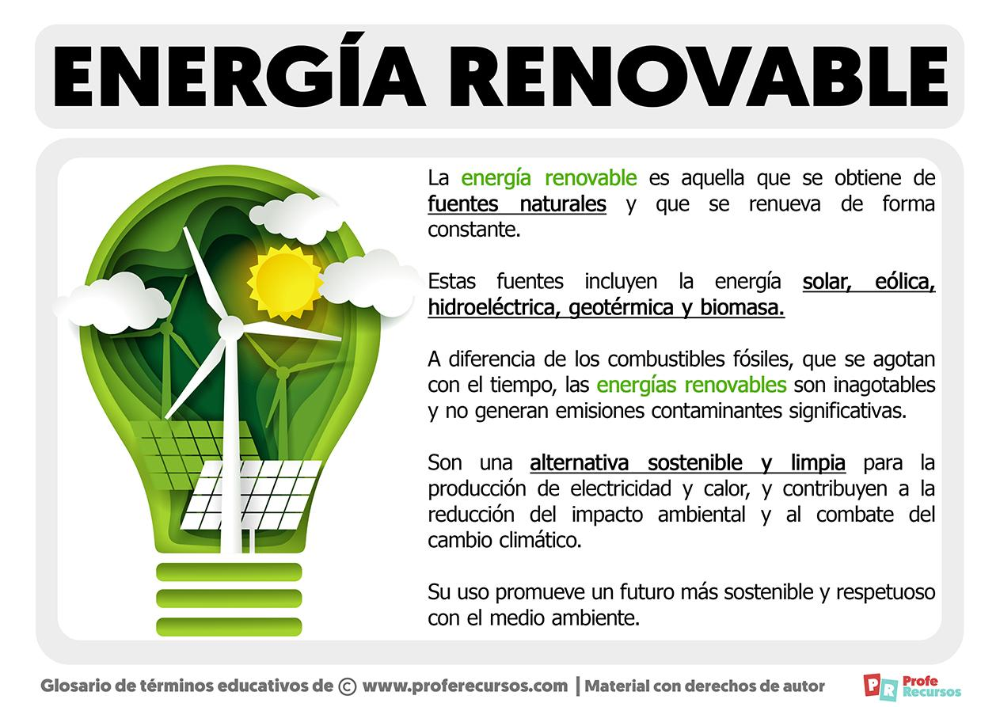 ENERGÍA RENOVABLE
La energía renovable es aquella que se obtiene de
fuentes naturales y que se renueva de forma
constante.
Estas fuentes incluyen la energía solar, eólica,
hidroeléctrica, geotérmica y biomasa.
A diferencia de los combustibles fósiles, que se agotan
con el tiempo, las energías renovables son inagotables
y no generan emisiones contaminantes significativas.
Son una alternativa sostenible y limpia para la
producción de electricidad y calor, y contribuyen a la
reducción del impacto ambiental y al combate del
cambio climático.
Su uso promueve un futuro más sostenible y respetuoso
con el medio ambiente.
Glosario de términos educativos de © www.proferecursos.com | Material con derechos de autor
PR Profe
Recursos